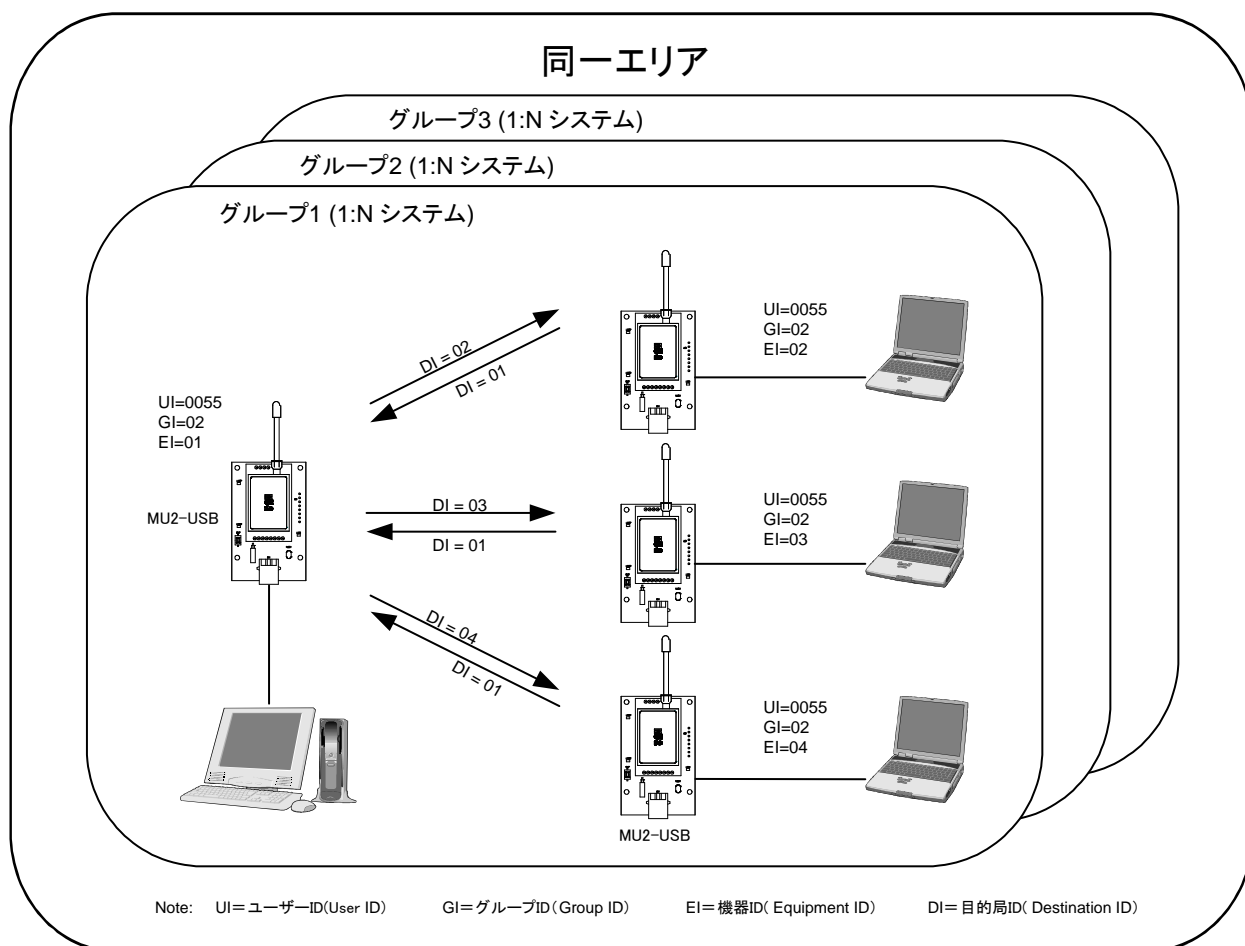 同一エリア
グループ3 (1:N システム)
グループ2 (1:N システム)
グループ1 (1:N システム)
UI=0055
GI=02
EI=01
MU2-USB
DI = 02
DI = 01
DI = 03
DI = 01
DI = 04
DI = 01
UI=0055
GI=02
EI=02
UI=0055
GI=02
EI=03
UI=0055
GI=02
EI=04
MU2-USB
Note: UI=ユーザーID(User ID) GI=グループID(Group ID) EI=機器ID( Equipment ID) DI=目的局ID( Destination ID)